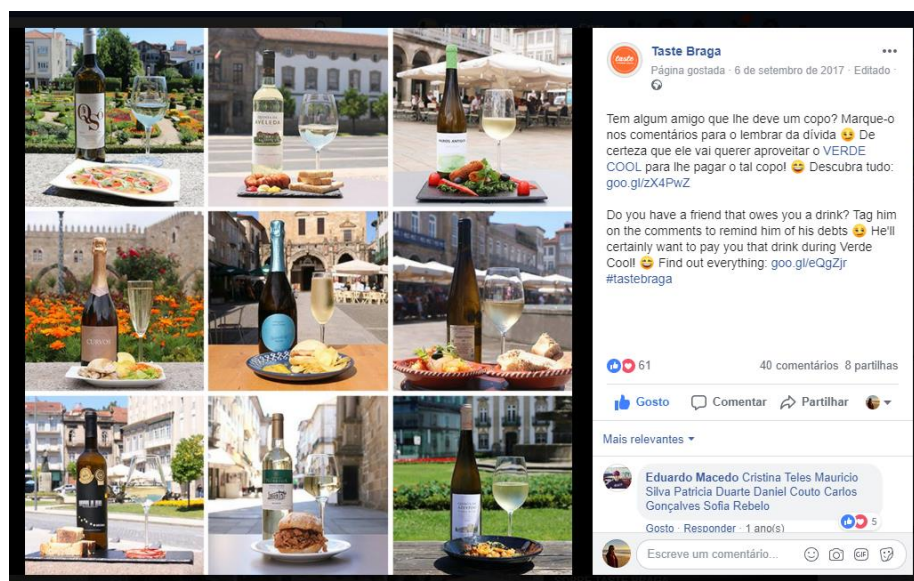 QS
AVELEDA
CURVOS
taste
Taste Braga
Página gostada · 6 de setembro de 2017 · Editado ·
Tem algum amigo que lhe deve um copo? Marque-o
nos comentários para o lembrar da dívida 😉 De
certeza que ele vai querer aproveitar o VERDE
COOL para lhe pagar o tal copo! 😄 Descubra tudo:
goo.gl/zX4PwZ
Do you have a friend that owes you a drink? Tag him
on the comments to remind him of his debts 😉 He'll
certainly want to pay you that drink during Verde
Cool! 😄 Find out everything: goo.gl/eQgZjr
#tastebraga
61
40 comentários 8 partilhas
Gosto Comentar Partilhar
Mais relevantes
Eduardo Macedo Cristina Teles Mauricio
Silva Patricia Duarte Daniel Couto Carlos
Gonçalves Sofia Rebelo
5
Gosto · Responder · 1 ano(s)
Escreve um comentário...
GIF